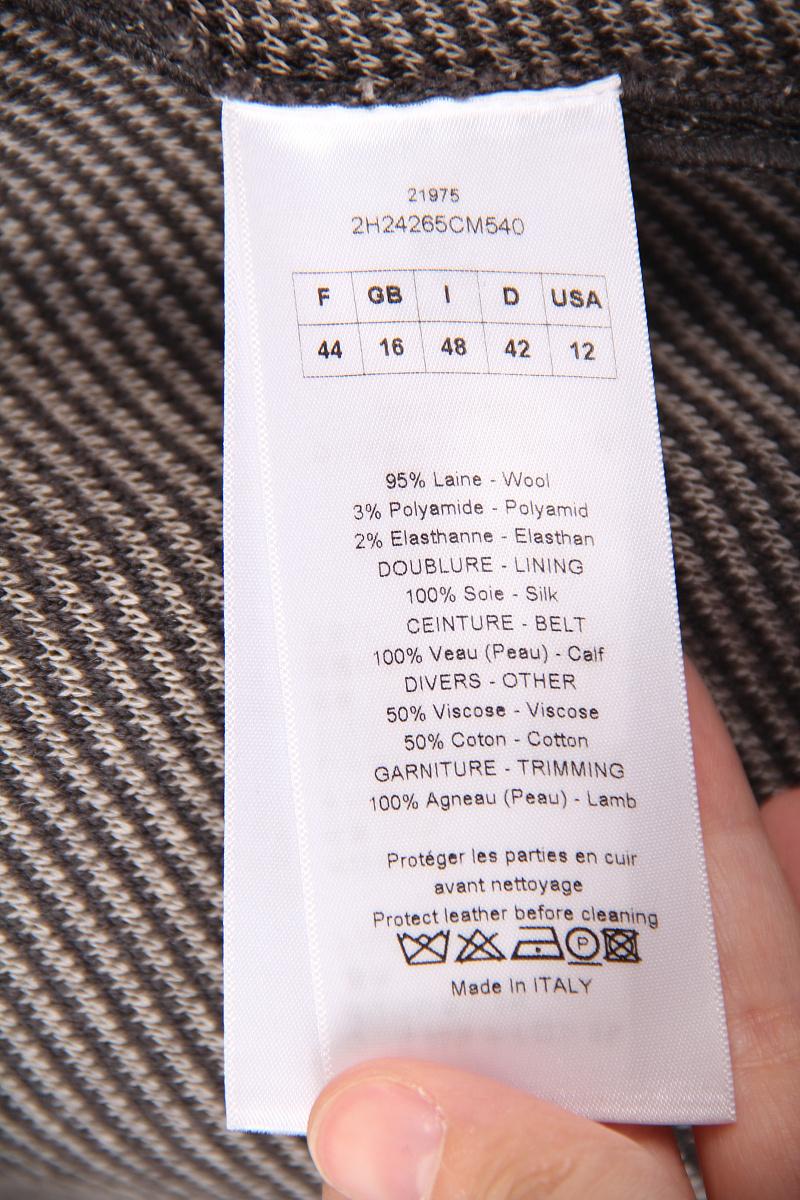 21975
2H24265CM540
F GB I D USA
44 16 48 42 12
95% Laine - Wool
3% Polyamide - Polyamid
2% Elasthanne - Elasthan
DOUBLURE - LINING
100% Soie - Silk
CEINTURE - BELT
100% Veau (Peau) - Calf
DIVERS - OTHER
50% Viscose - Viscose
50% Coton - Cotton
GARNITURE - TRIMMING
100% Agneau (Peau) - Lamb
Protéger les parties en cuir
avant nettoyage
Protect leather before cleaning
P
Made In ITALY